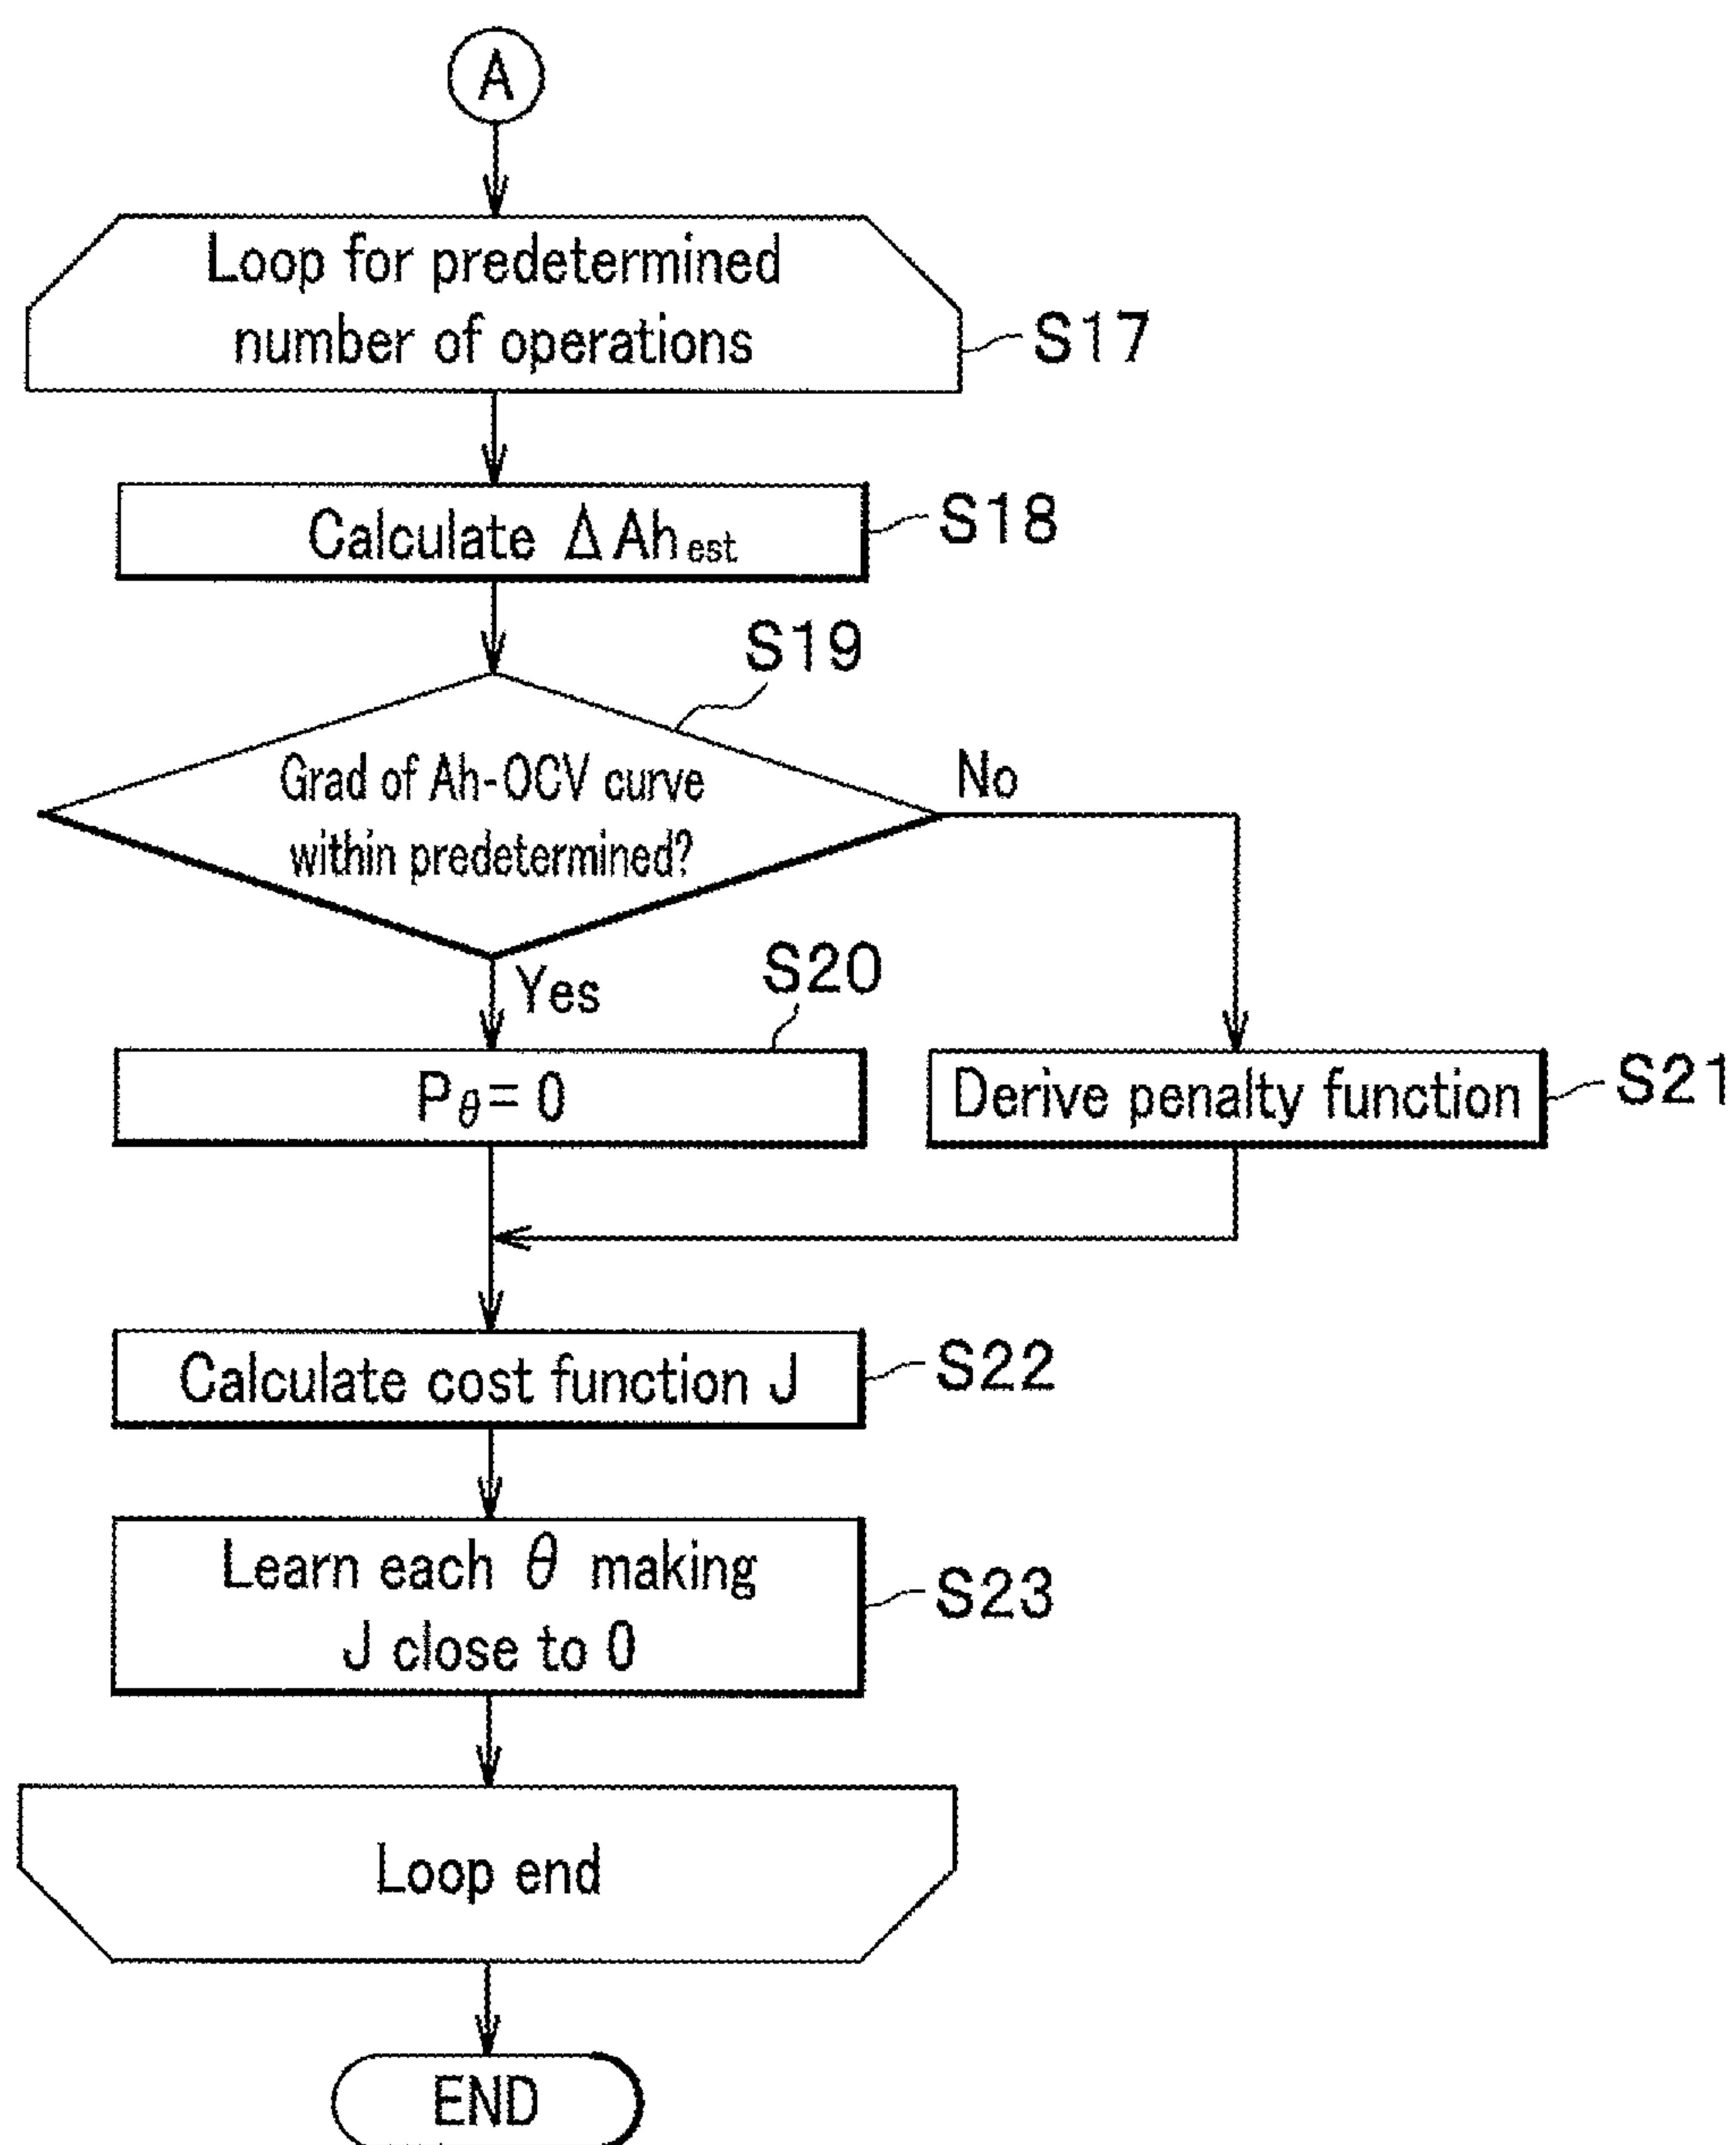 A
Loop for predetermined
number of operations
S17
Calculate ΔAh est
S18
S19
Grad of Ah-OCV curve
within predetermined?
No
Yes
S20
Pθ = 0
Derive penalty function
S21
Calculate cost function J
S22
Learn each θ making
J close to 0
S23
Loop end
END